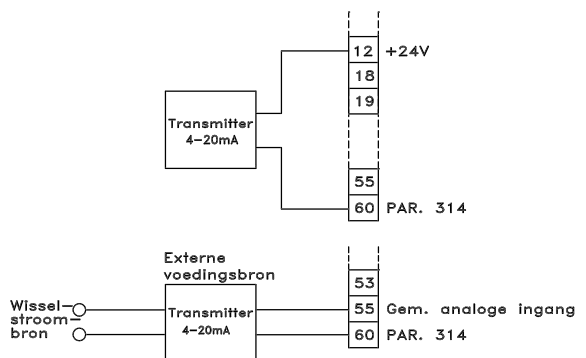 12 +24V
18
19
Transmitter
4-20mA
55
60 PAR. 314
Externe
voedingsbron
53
Wissel-
stroom-
bron
Transmitter
4-20mA
55 Gem. analoge ingang
60 PAR. 314